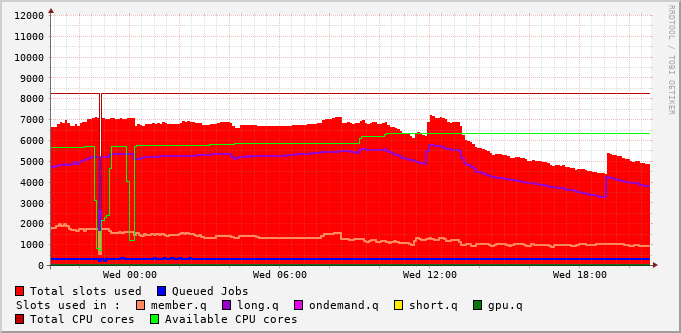 RRDTOOL / TOBI OETIKER
12000
11000
10000
9000
8000
7000
6000
5000
4000
3000
2000
1000
0
Wed 00:00 Wed 06:00 Wed 12:00 Wed 18:00
Total slots used Queued Jobs
Slots used in : member.q long.q ondemand.q short.q gpu.q
Total CPU cores Available CPU cores